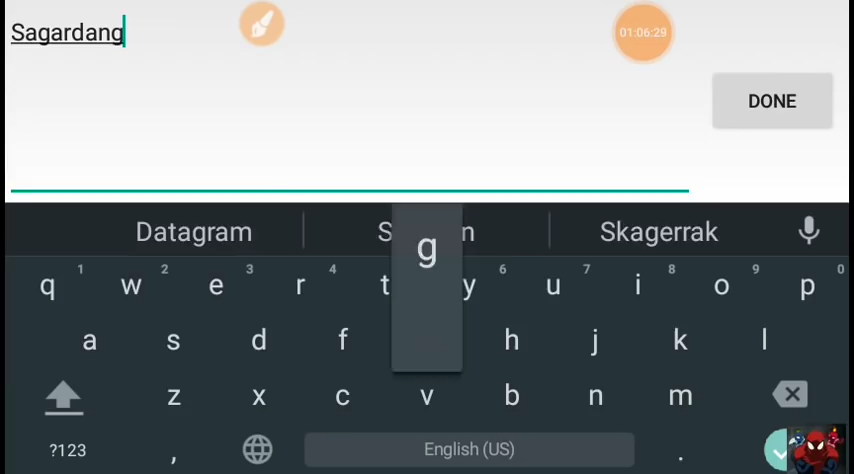 Sagardang
01:06:29
DONE
Datagram
Skagerrak
g
1 2 3 4 6 7 8 9 0
q w e r t y u i o p
a s d f h j k l
z x c v b n m
?123 , English (US) .